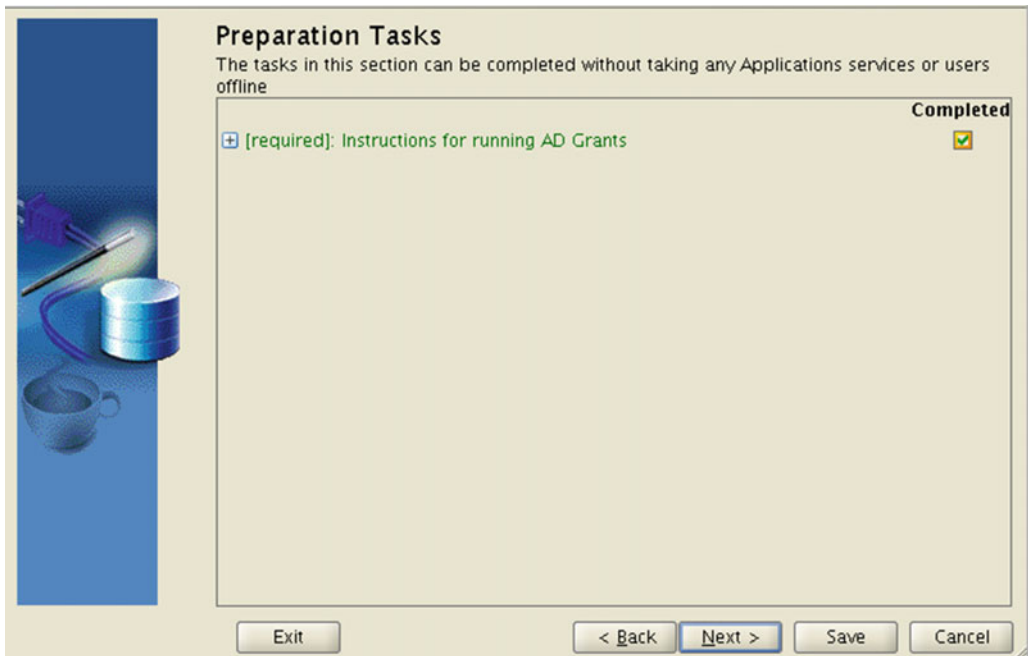 Preparation Tasks
The tasks in this section can be completed without taking any Applications services or users
offline
Completed
[required]: Instructions for running AD Grants
Exit
< Back
Next >
Save
Cancel